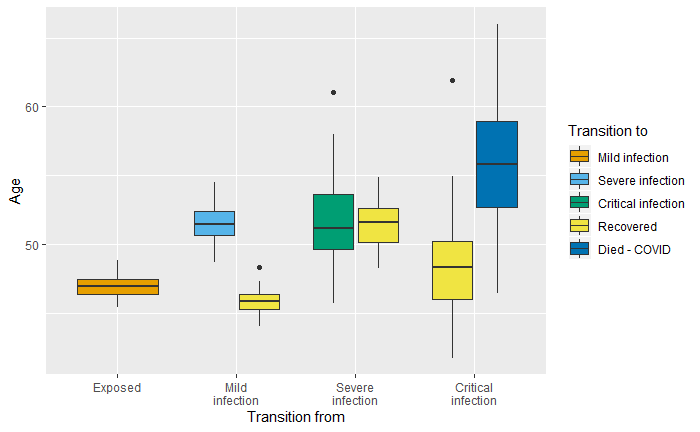 60
50
Age
Exposed
Mild
infection
Severe
infection
Critical
infection
Transition from
Transition to
Mild infection
Severe infection
Critical infection
Recovered
Died - COVID